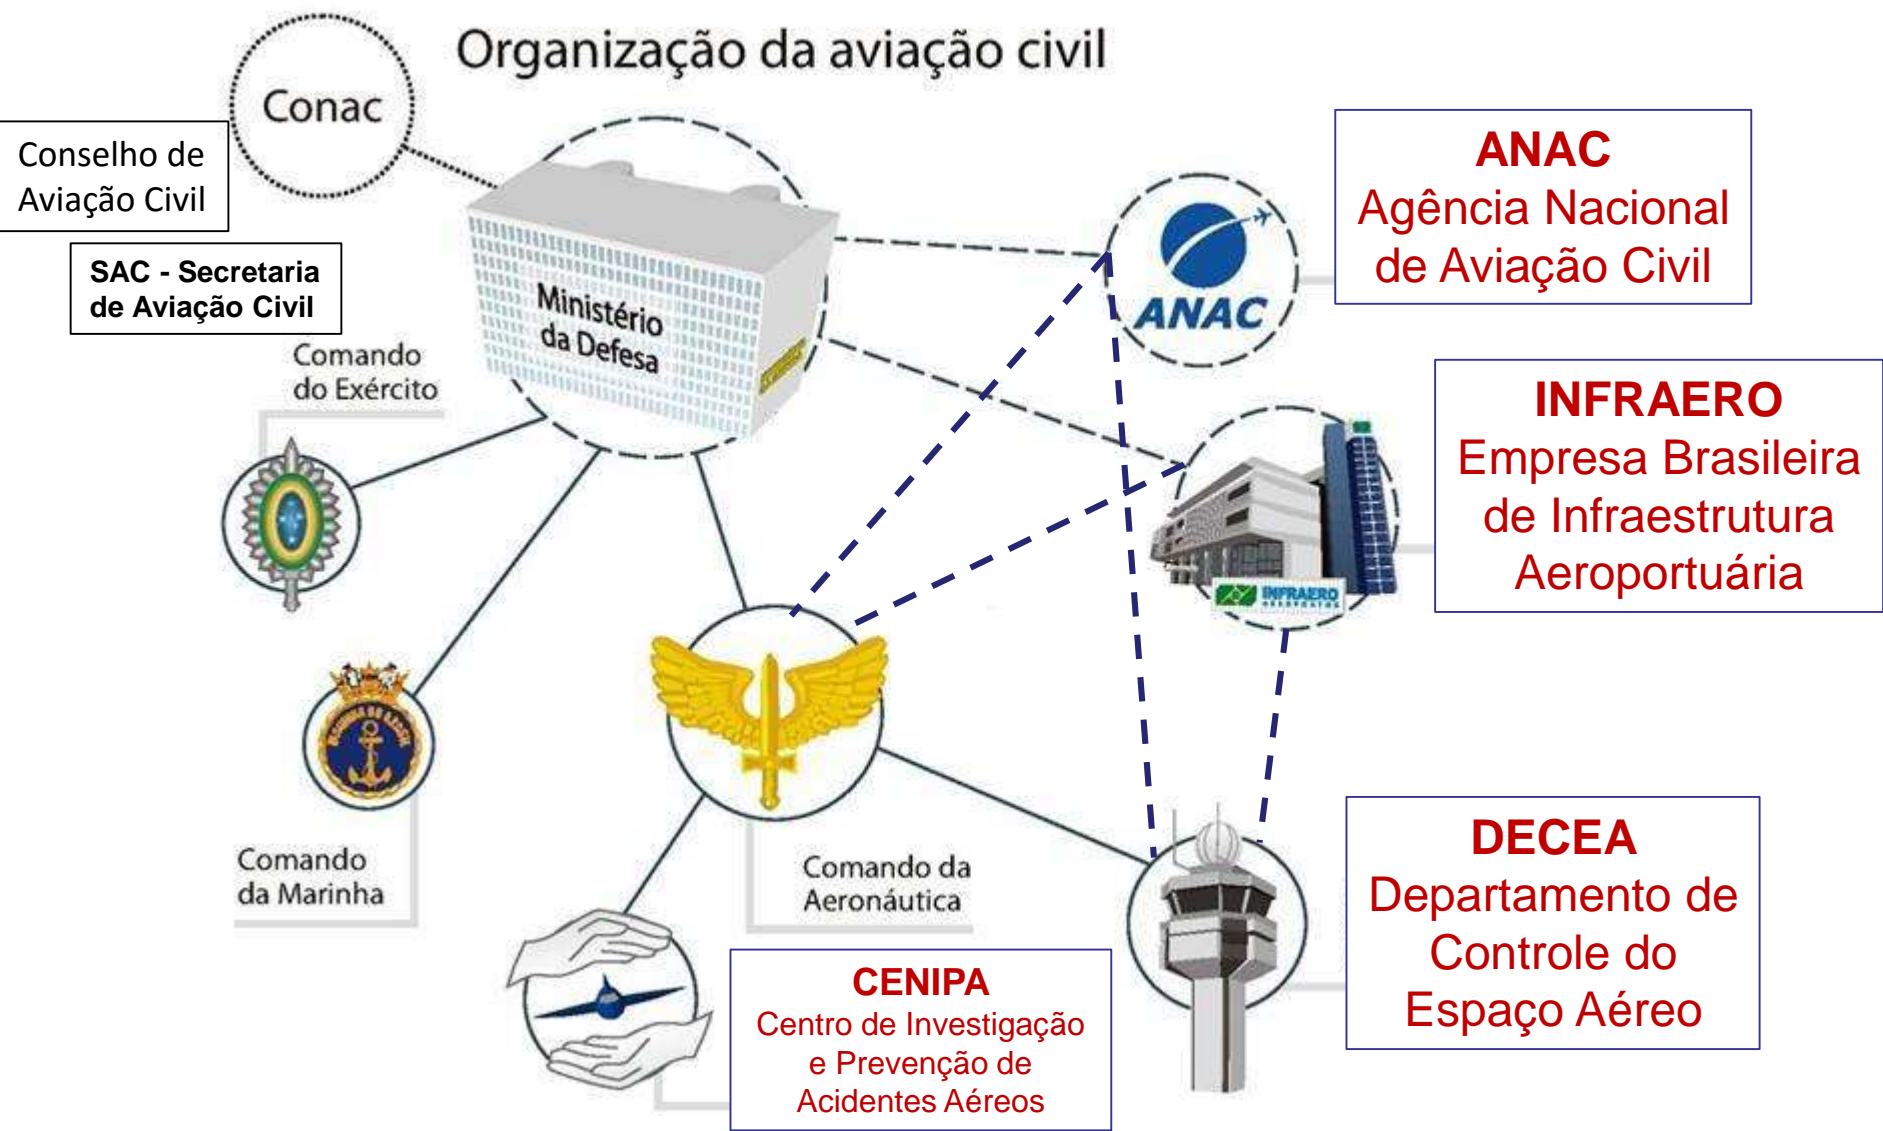 Organização da aviação civil
Conac
Conselho de
Aviação Civil
SAC - Secretaria
de Aviação Civil
Ministério
da Defesa
ANAC
ANAC
Agência Nacional
de Aviação Civil
Comando
do Exército
INFRAERO
Empresa Brasileira
de Infraestrutura
Aeroportuária
INFRAERO
AEROPORTOS
Comando
da Marinha
Comando da
Aeronáutica
DECEA
Departamento de
Controle do
Espaço Aéreo
CENIPA
Centro de Investigação
e Prevenção de
Acidentes Aéreos